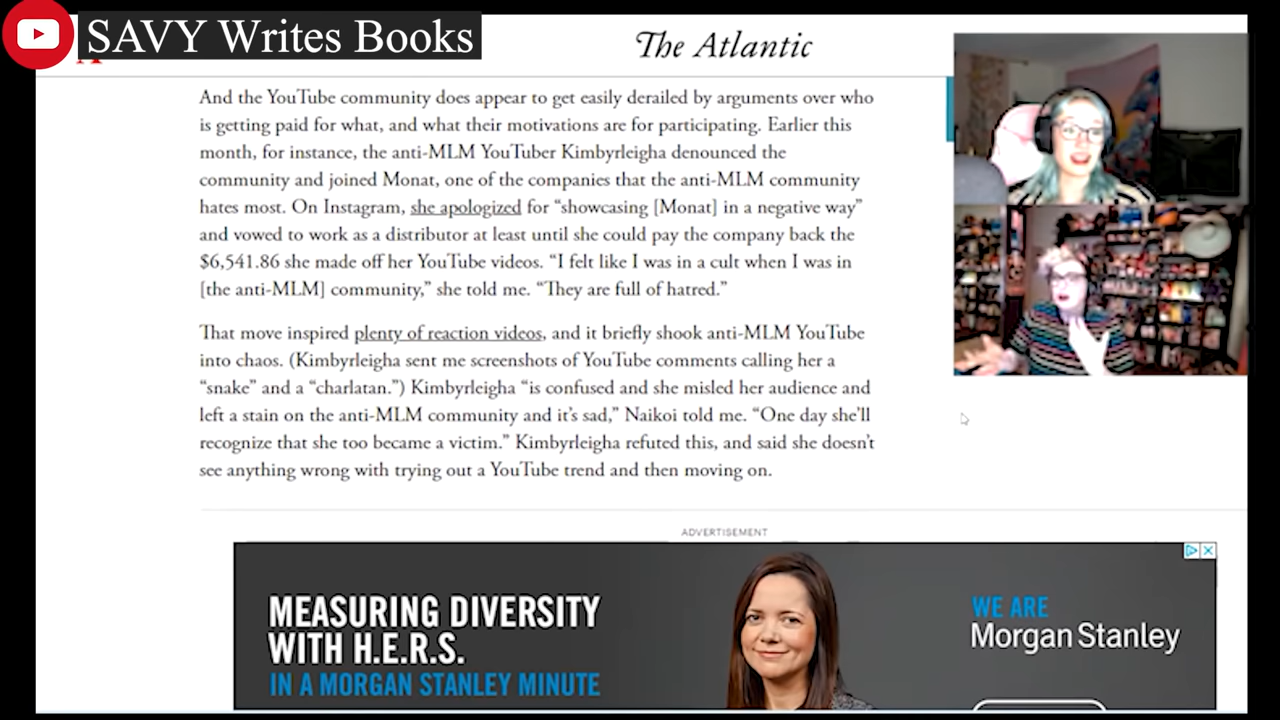 SAVY Writes Books
The Atlantic
And the YouTube community does appear to get easily derailed by arguments over who
is getting paid for what, and what their motivations are for participating. Earlier this
month, for instance, the anti-MLM YouTuber Kimbyrleigha denounced the
community and joined Monat, one of the companies that the anti-MLM community
hates most. On Instagram, she apologized for “showcasing [Monat] in a negative way”
and vowed to work as a distributor at least until she could pay the company back the
$6,541.86 she made off her YouTube videos. “I felt like I was in a cult when I was in
[the anti-MLM] community,” she told me. “They are full of hatred.”
That move inspired plenty of reaction videos, and it briefly shook anti-MLM YouTube
into chaos. (Kimbyrleigha sent me screenshots of YouTube comments calling her a
“snake” and a “charlatan.”) Kimbyrleigha “is confused and she misled her audience and
left a stain on the anti-MLM community and it’s sad,” Naikoi told me. “One day she’ll
recognize that she too became a victim.” Kimbyrleigha refuted this, and said she doesn’t
see anything wrong with trying out a YouTube trend and then moving on.
ADVERTISEMENT
MEASURING DIVERSITY
WITH H.E.R.S.
IN A MORGAN STANLEY MINUTE
WE ARE
Morgan Stanley